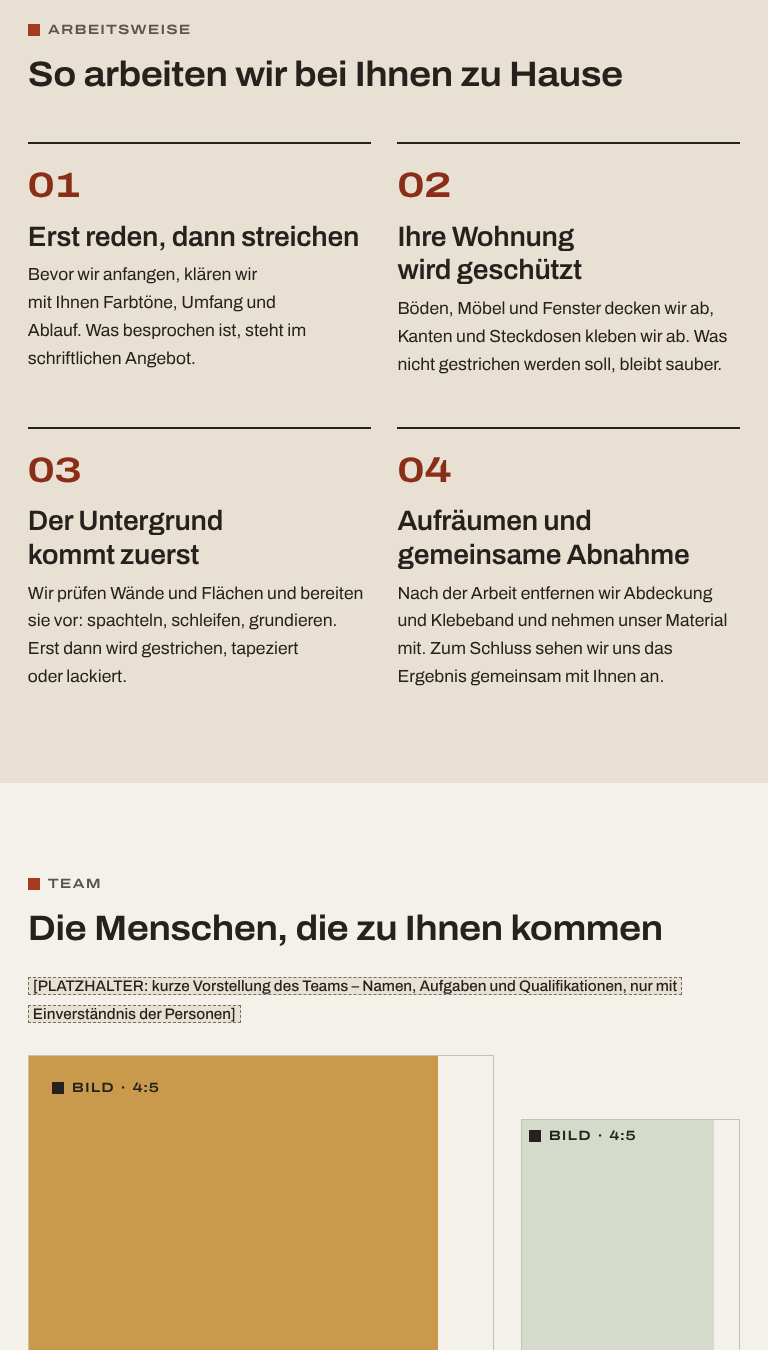 ARBEITSWEISE
So arbeiten wir bei Ihnen zu Hause
01
Erst reden, dann streichen
Bevor wir anfangen, klären wir
mit Ihnen Farbtöne, Umfang und
Ablauf. Was besprochen ist, steht im
schriftlichen Angebot.
02
Ihre Wohnung
wird geschützt
Böden, Möbel und Fenster decken wir ab,
Kanten und Steckdosen kleben wir ab. Was
nicht gestrichen werden soll, bleibt sauber.
03
Der Untergrund
kommt zuerst
Wir prüfen Wände und Flächen und bereiten
sie vor: spachteln, schleifen, grundieren.
Erst dann wird gestrichen, tapeziert
oder lackiert.
04
Aufräumen und
gemeinsame Abnahme
Nach der Arbeit entfernen wir Abdeckung
und Klebeband und nehmen unser Material
mit. Zum Schluss sehen wir uns das
Ergebnis gemeinsam mit Ihnen an.
TEAM
Die Menschen, die zu Ihnen kommen
[PLATZHALTER: kurze Vorstellung des Teams – Namen, Aufgaben und Qualifikationen, nur mit
Einverständnis der Personen]
BILD · 4:5
BILD · 4:5